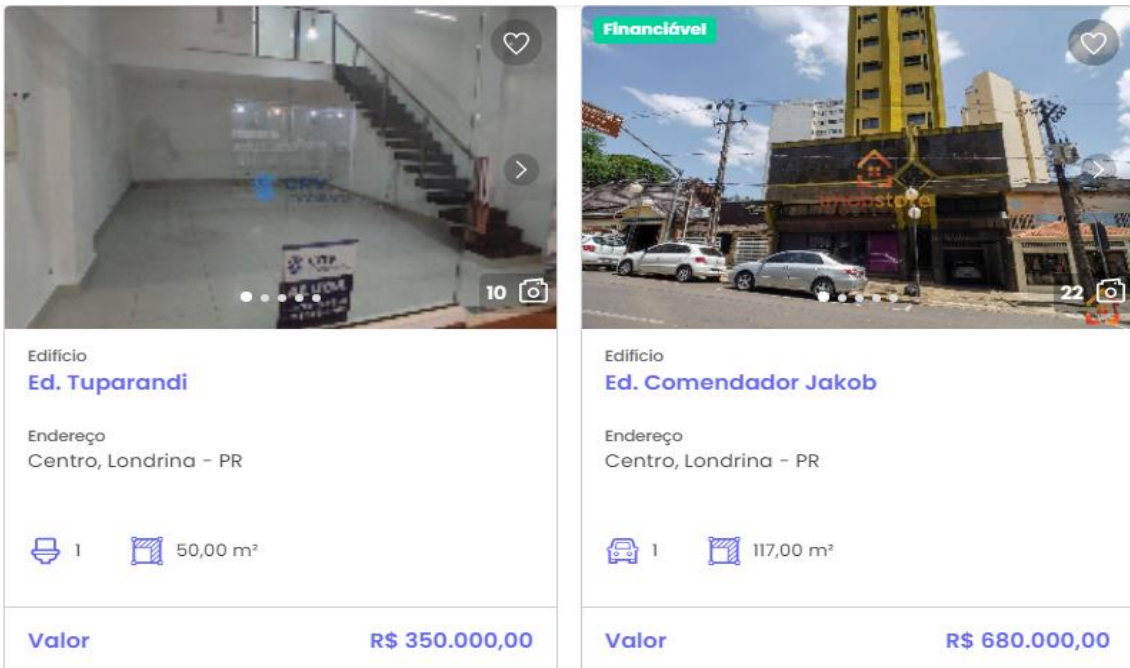 10
Edifício
Ed. Tuparandi
Endereço
Centro, Londrina - PR
1
50,00 m²
Valor
R$ 350.000,00
Financiável
imobstore
22
Edifício
Ed. Comendador Jakob
Endereço
Centro, Londrina - PR
1
117,00 m²
Valor
R$ 680.000,00